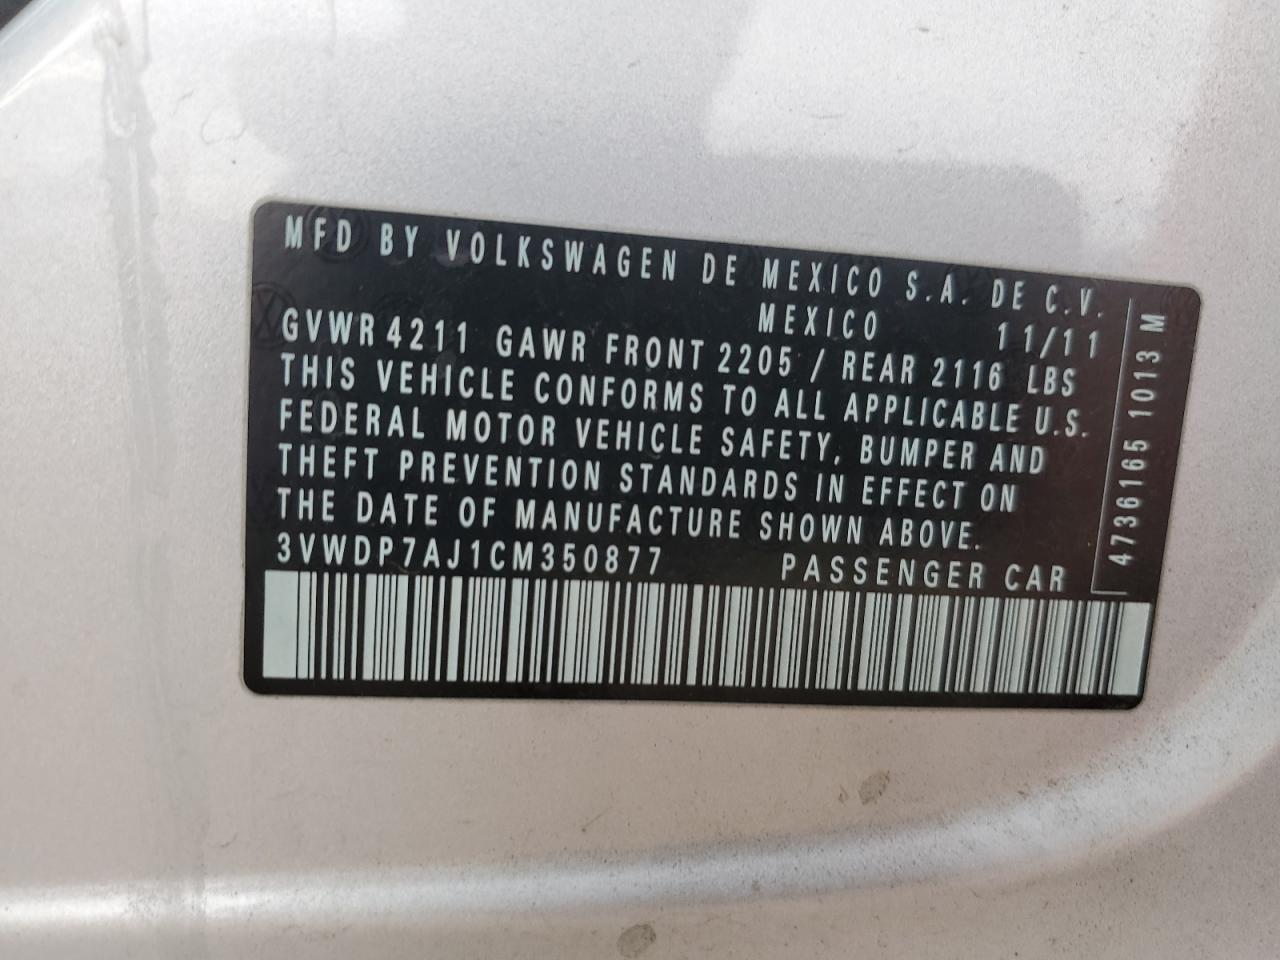 MFD BY VOLKSWAGEN DE MEXICO S.A. DE C.V.
MEXICO 11/11
GVWR 4211 GAWR FRONT 2205 / REAR 2116 LBS
THIS VEHICLE CONFORMS TO ALL APPLICABLE U.S.
FEDERAL MOTOR VEHICLE SAFETY, BUMPER AND
THEFT PREVENTION STANDARDS IN EFFECT ON
THE DATE OF MANUFACTURE SHOWN ABOVE.
3VWDP7AJ1CM350877 PASSENGER CAR
4736165 1013 M